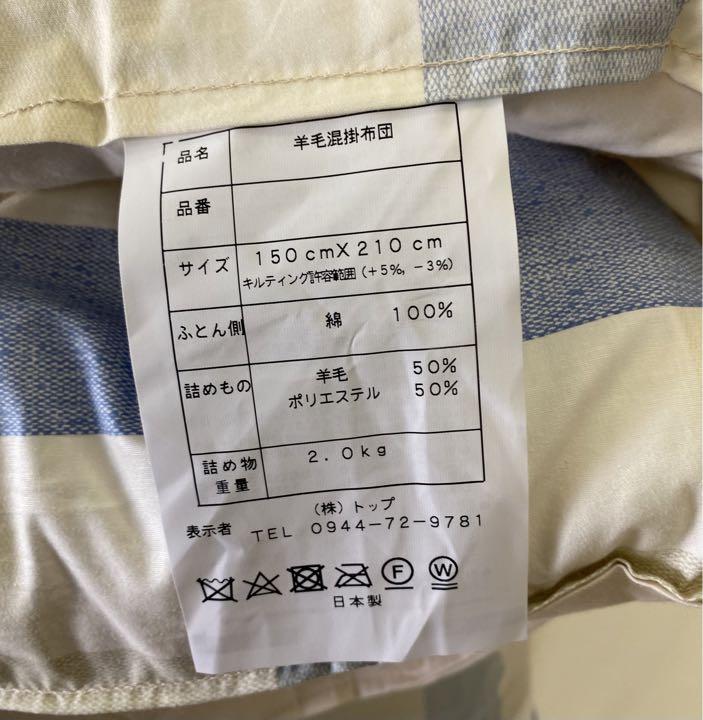 品名 羊毛混掛布団
品番
サイズ 150cmX210cm
キルティング許容範囲（+5%,-3%）
ふとん側 綿 100%
詰めもの 羊毛 50%
ポリエステル 50%
詰め物 2.0kg
重量
（株）トップ
表示者 TEL 0944-72-9781
F W
日本製